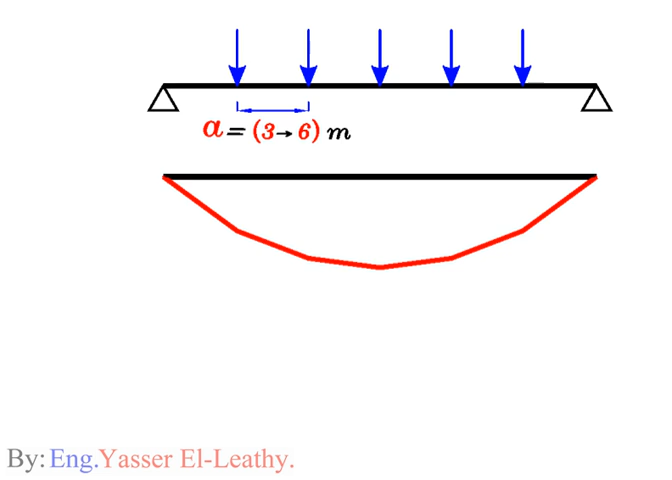 a = (3→6) m
By: Eng.Yasser El-Leathy.